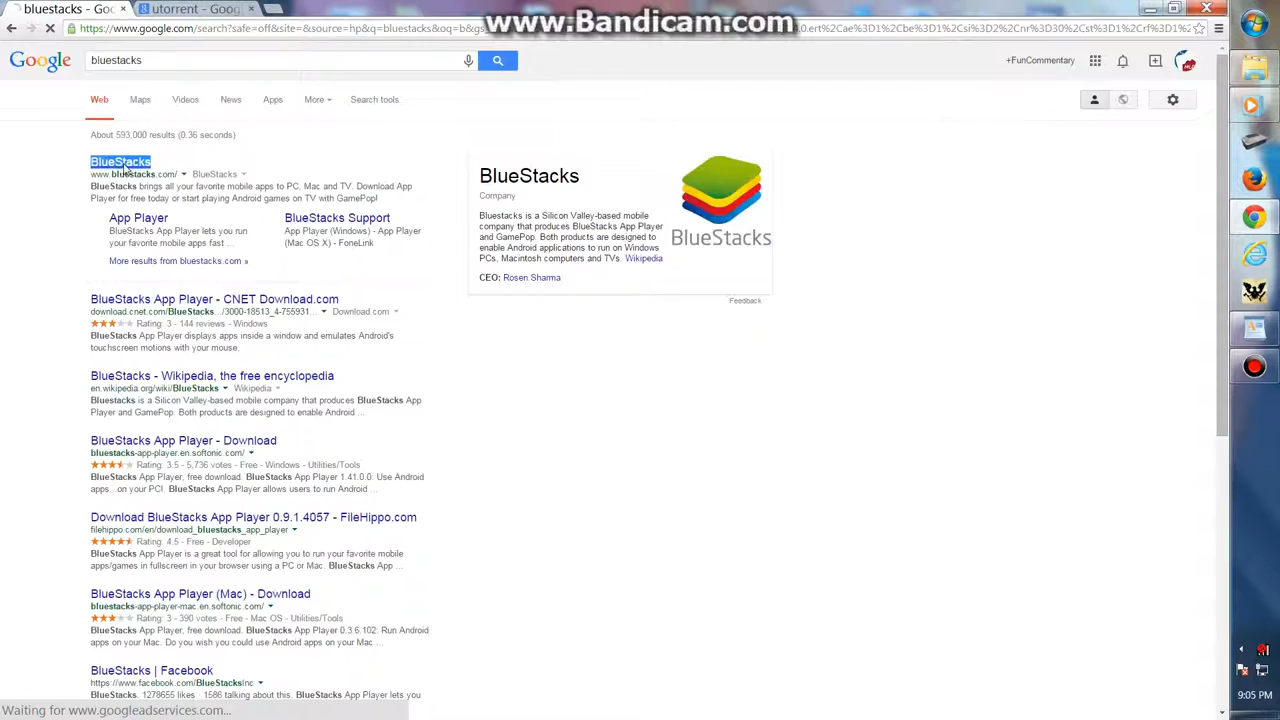 bluestacks - Google
utorrent - Google
www.Bandicam.com
https://www.google.com/search?safe=off&site=&source=hp&q=bluestacks&oq=b&gs_
bluestacks
Google
+FunCommentary
Web Maps Videos News Apps More Search tools
About 593,000 results (0.36 seconds)
BlueStacks
www.bluestacks.com/ BlueStacks
BlueStacks brings all your favorite mobile apps to PC, Mac and TV. Download App
Player for free today or start playing Android games on TV with GamePop!
App Player
BlueStacks App Player lets you run
your favorite mobile apps fast ...
BlueStacks Support
App Player (Windows) - App Player
(Mac OS X) - FoneLink
More results from bluestacks.com »
BlueStacks App Player - CNET Download.com
download.cnet.com/BlueStacks.../3000-18513_4-755931... Download.com
Rating: 3 - 144 reviews - Windows
BlueStacks App Player displays apps inside a window and emulates Android's
touchscreen motions with your mouse.
BlueStacks - Wikipedia, the free encyclopedia
en.wikipedia.org/wiki/BlueStacks Wikipedia
Bluestacks is a Silicon Valley-based mobile company that produces BlueStacks App
Player and GamePop. Both products are designed to enable Android ...
BlueStacks App Player - Download
bluestacks-app-player.en.softonic.com/
Rating: 3.5 - 5,736 votes - Free - Windows - Utilities/Tools
BlueStacks App Player, free download. BlueStacks App Player 1.41.0.0: Use Android
apps...on your PC!. BlueStacks App Player allows users to run Android ...
Download BlueStacks App Player 0.9.1.4057 - FileHippo.com
filehippo.com/en/download_bluestacks_app_player
Rating: 4.5 - Free - Developer
BlueStacks App Player is a great tool for allowing you to run your favorite mobile
apps/games in fullscreen in your browser using a PC or Mac. BlueStacks App ...
BlueStacks App Player (Mac) - Download
bluestacks-app-player-mac.en.softonic.com/
Rating: 3 - 390 votes - Free - Mac OS - Utilities/Tools
BlueStacks App Player, free download. BlueStacks App Player 0.3.6.102: Run Android
apps on your Mac. Do you wish you could use Android apps on your Mac ...
BlueStacks | Facebook
https://www.facebook.com/BlueStacksInc
BlueStacks. 1278655 likes · 1586 talking about this. BlueStacks App Player lets you
BlueStacks
Company
Bluestacks is a Silicon Valley-based mobile
company that produces BlueStacks App Player
and GamePop. Both products are designed to
enable Android applications to run on Windows
PCs, Macintosh computers and TVs. Wikipedia
CEO: Rosen Sharma
BlueStacks
Feedback
Waiting for www.googleadservices.com...
9:05 PM